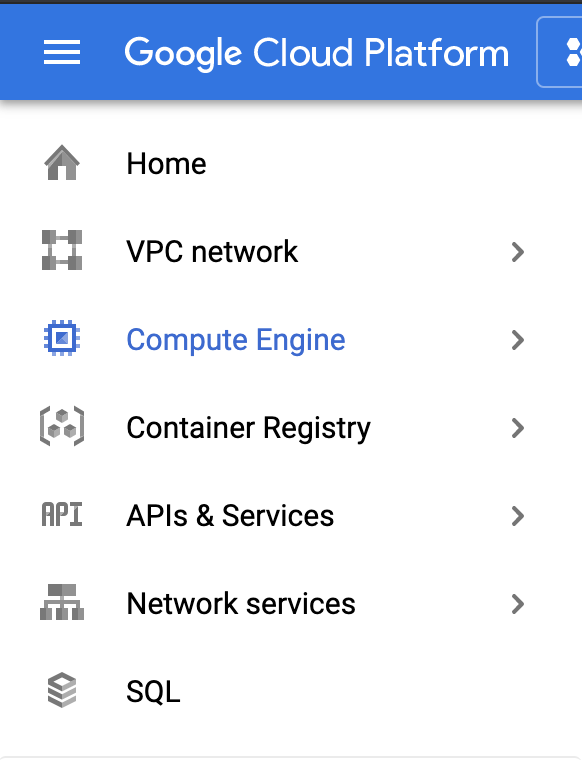 Google Cloud Platform
Home
VPC network
Compute Engine
Container Registry
API APIs & Services
Network services
SQL